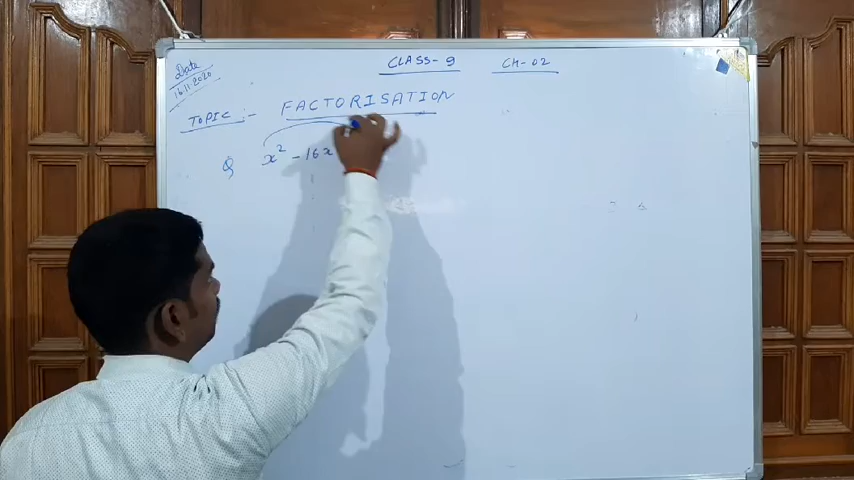 CLASS-9 CH-02
Date
16.11.2020
TOPIC :- FACTORISATION
Q x² - 16x